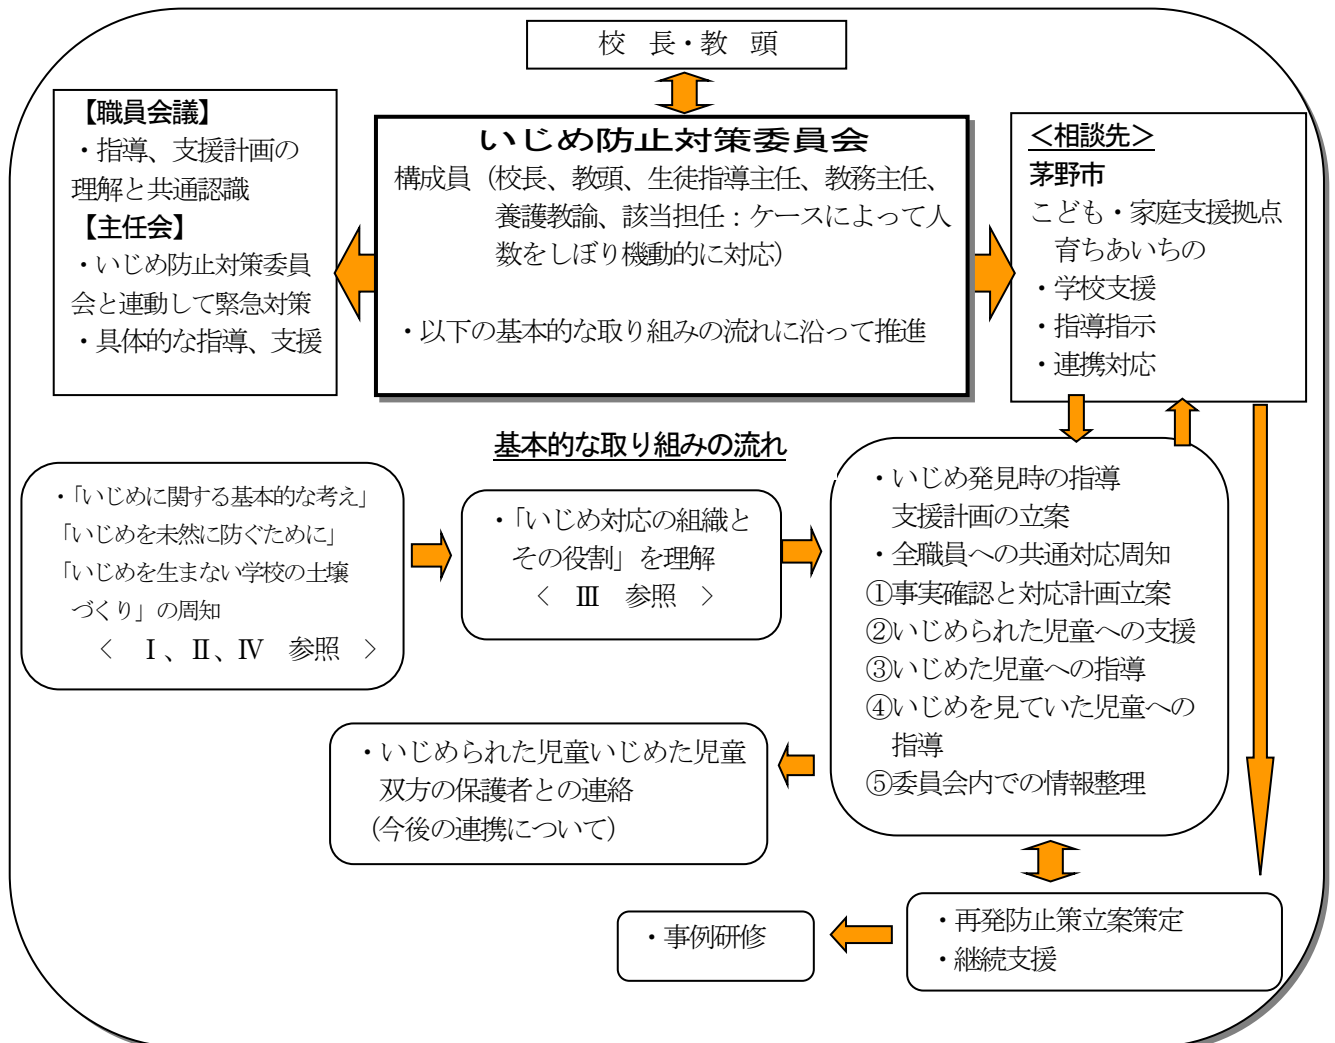 校 長・教 頭
【職員会議】
・指導、支援計画の
理解と共通認識
【主任会】
・いじめ防止対策委員
会と連動して緊急対策
・具体的な指導、支援
いじめ防止対策委員会
構成員（校長、教頭、生徒指導主任、教務主任、
養護教諭、該当担任：ケースによって人
数をしぼり機動的に対応）
・以下の基本的な取り組みの流れに沿って推進
＜相談先＞
茅野市
こども・家庭支援拠点
育ちあいちの
・学校支援
・指導指示
・連携対応
基本的な取り組みの流れ
・「いじめに関する基本的な考え」
「いじめを未然に防ぐために」
「いじめを生まない学校の土壌
づくり」の周知
＜ Ⅰ、Ⅱ、Ⅳ 参照 ＞
・「いじめ対応の組織と
その役割」を理解
＜ Ⅲ 参照 ＞
・いじめ発見時の指導
支援計画の立案
・全職員への共通対応周知
①事実確認と対応計画立案
②いじめられた児童への支援
③いじめた児童への指導
④いじめを見ていた児童への
指導
⑤委員会内での情報整理
・いじめられた児童いじめた児童
双方の保護者との連絡
（今後の連携について）
・再発防止策立案策定
・継続支援
・事例研修